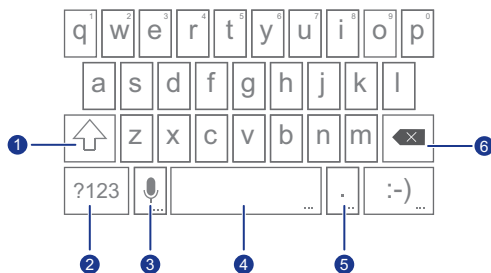 q1 w2 e3 r4 t5 y6 u7 i8 o9 p0
a s d f g h j k l
1 z x c v b n m 6
?123 ... ... . ... :-) ...
2 3 4 5